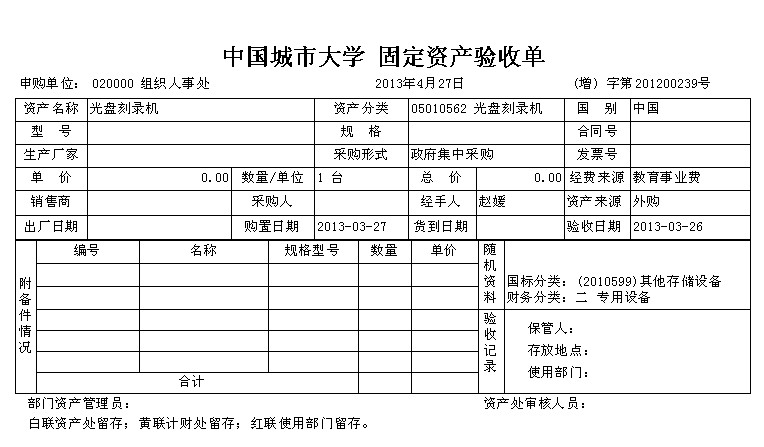 中国城市大学 固定资产验收单
申购单位： 020000 组织人事处 2013年4月27日 （增）字第201200239号
资产名称 光盘刻录机 资产分类 05010562 光盘刻录机 国 别 中国
型 号 规 格 合同号
生产厂家 采购形式 政府集中采购 发票号
单 价 0.00 数量/单位 1 台 总 价 0.00 经费来源 教育事业费
销售商 采购人 经手人 赵媛 资产来源 外购
出厂日期 购置日期 2013-03-27 货到日期 验收日期 2013-03-26
附备件情况 编号 名称 规格型号 数量 单价
合计
随机资料
国标分类：(2010599)其他存储设备
财务分类：二 专用设备
验收记录
保管人：
存放地点：
使用部门：
部门资产管理员： 资产处审核人员：
白联资产处留存；黄联计财处留存；红联使用部门留存。